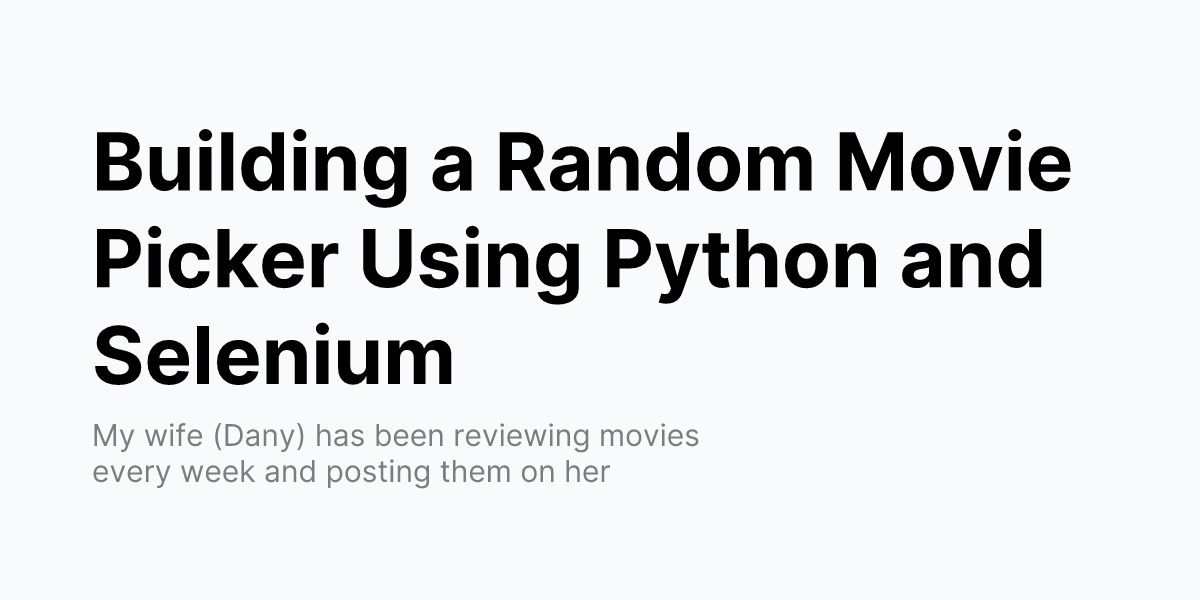 Building a Random Movie
Picker Using Python and
Selenium
My wife (Dany) has been reviewing movies
every week and posting them on her